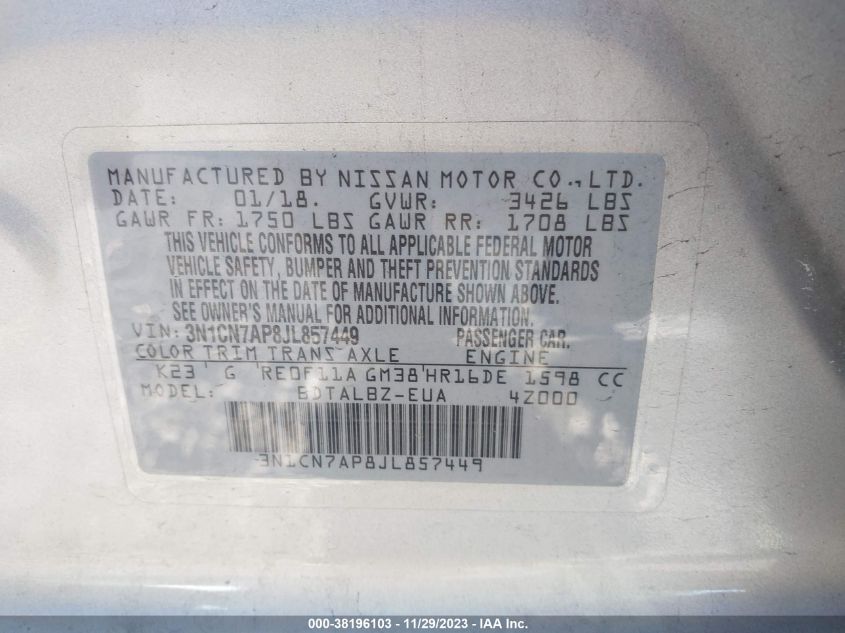 MANUFACTURED BY NISSAN MOTOR CO., LTD.
DATE: 01/18. GVWR: 3426 LBS
GAWR FR: 1750 LBS GAWR RR: 1708 LBS
THIS VEHICLE CONFORMS TO ALL APPLICABLE FEDERAL MOTOR
VEHICLE SAFETY, BUMPER AND THEFT PREVENTION STANDARDS
IN EFFECT ON THE DATE OF MANUFACTURE SHOWN ABOVE.
SEE OWNER'S MANUAL FOR ADDITIONAL INFORMATION.
VIN: 3N1CN7AP8JL857449 PASSENGER CAR.
COLOR TRIM TRANS AXLE ENGINE
K23 G RE0F11A GM38 HR16DE 1598 CC
MODEL: BDTALBZ-EUA 4Z000
3N1CN7AP8JL857449
000-38196103 - 11/29/2023 - IAA Inc.